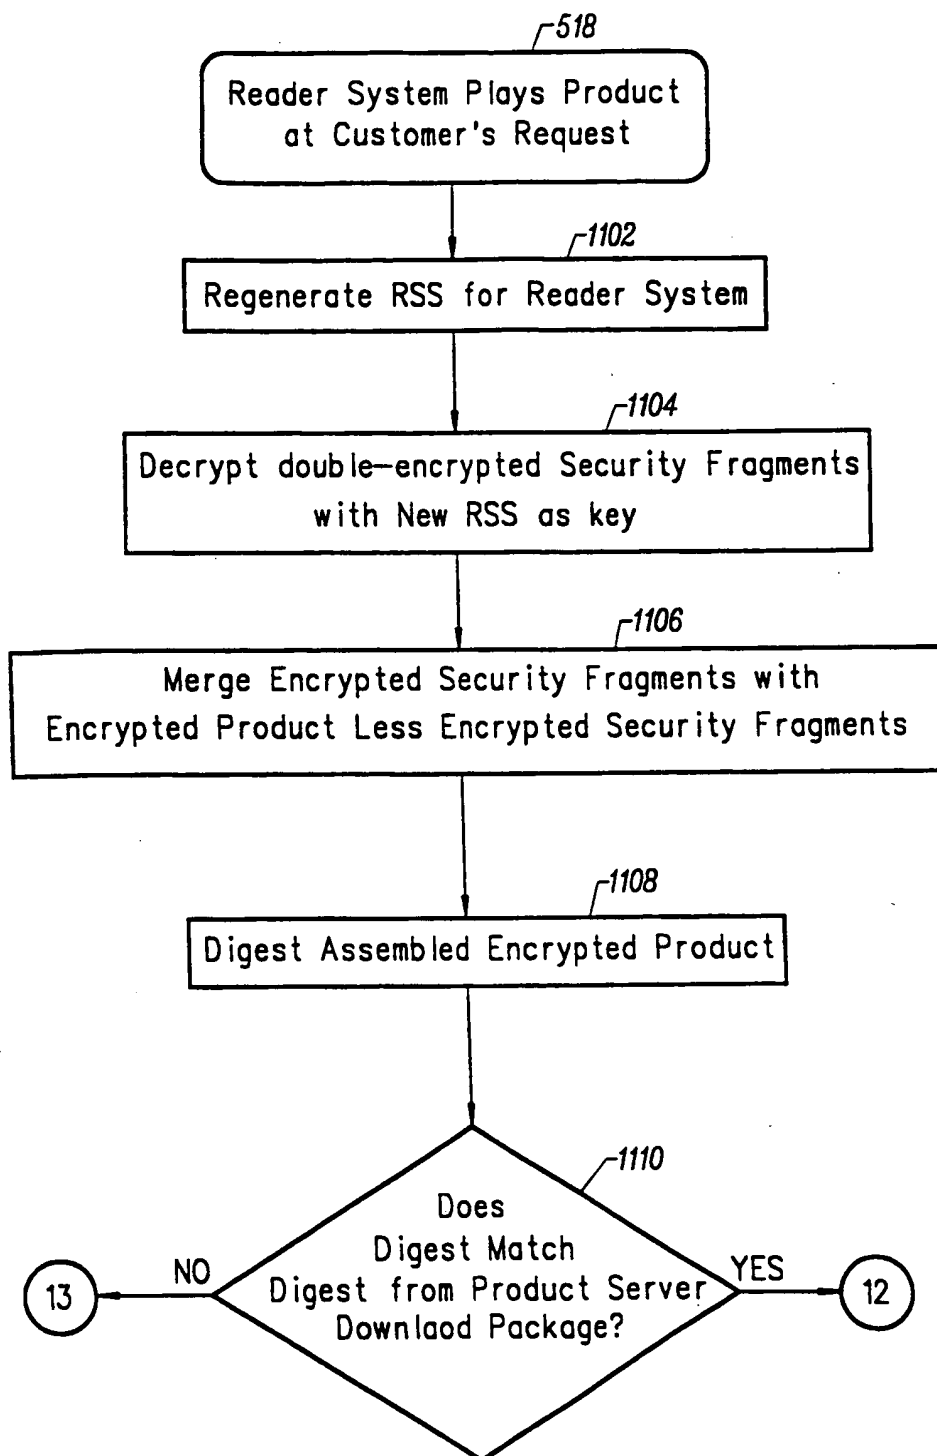 518
Reader System Plays Product
at Customer's Request
1102
Regenerate RSS for Reader System
1104
Decrypt double-encrypted Security Fragments
with New RSS as key
1106
Merge Encrypted Security Fragments with
Encrypted Product Less Encrypted Security Fragments
1108
Digest Assembled Encrypted Product
1110
Does
Digest Match
Digest from Product Server
Downlaod Package?
NO
YES
13
12